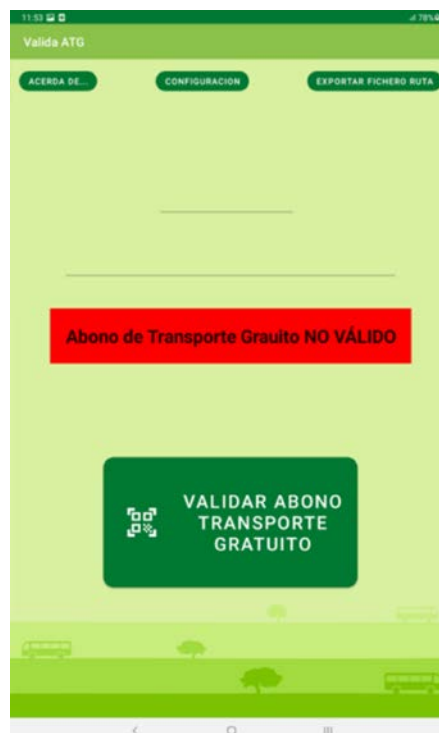 11:53
78%
Valida ATG
ACERDA DE...
CONFIGURACION
EXPORTAR FICHERO RUTA
Abono de Transporte Grauito NO VÁLIDO
VALIDAR ABONO
TRANSPORTE
GRATUITO